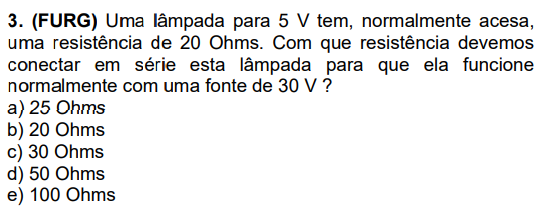 3. (FURG) Uma lâmpada para 5 V tem, normalmente acesa,
uma resistência de 20 Ohms. Com que resistência devemos
conectar em série esta lâmpada para que ela funcione
normalmente com uma fonte de 30 V ?
a) 25 Ohms
b) 20 Ohms
c) 30 Ohms
d) 50 Ohms
e) 100 Ohms